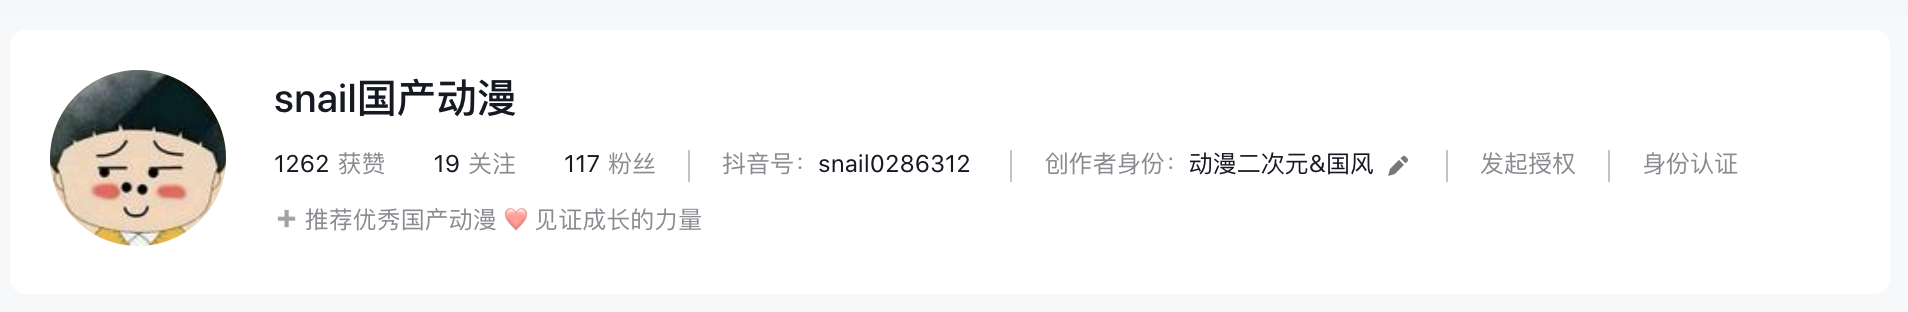 snail国产动漫
1262 获赞 19 关注 117 粉丝 抖音号: snail0286312 创作者身份: 动漫二次元&国风 发起授权 身份认证
➕ 推荐优秀国产动漫 ❤️ 见证成长的力量